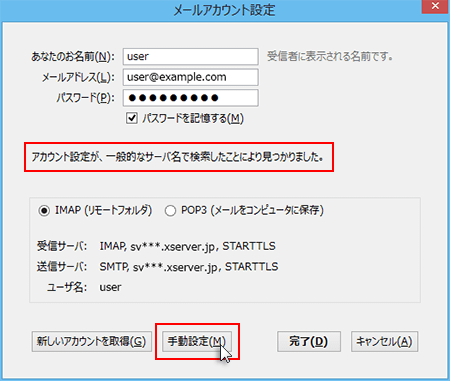 メールアカウント設定
あなたのお名前(N): user 受信者に表示される名前です。
メールアドレス(L): user@example.com
パスワード(P): ●●●●●●●●●
パスワードを記憶する(M)
アカウント設定が、一般的なサーバ名で検索したことにより見つかりました。
IMAP (リモートフォルダ) POP3 (メールをコンピュータに保存)
受信サーバ: IMAP, sv***.xserver.jp, STARTTLS
送信サーバ: SMTP, sv***.xserver.jp, STARTTLS
ユーザ名: user
新しいアカウントを取得(G) 手動設定(M) 完了(D) キャンセル(A)